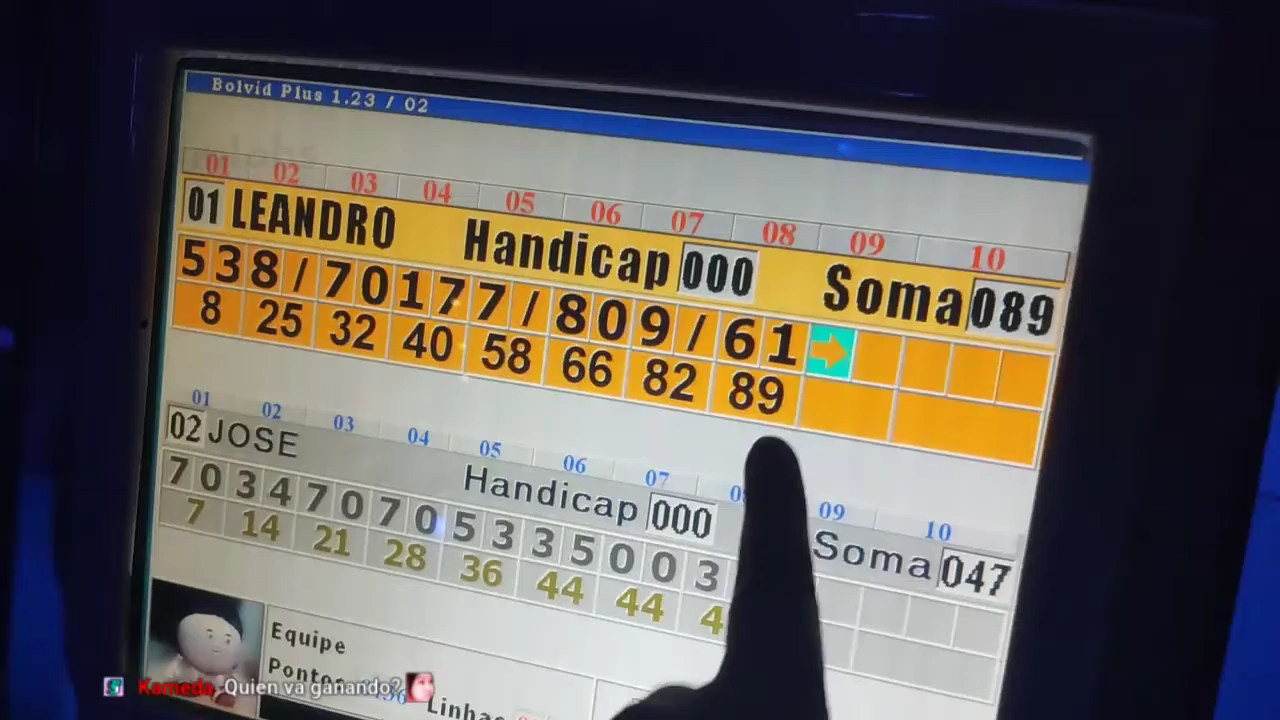 Bolvid Plus 1.23 / 02
01 02 03 04 05 06 07 08 09 10
01 LEANDRO Handicap 000 Soma 089
5 3 8 / 7 0 1 7 7 / 8 0 9 / 6 1
8 25 32 40 58 66 82 89
01 02 03 04 05 06 07 09 10
02 JOSE Handicap 000 Soma 047
7 0 3 4 7 0 7 0 5 3 3 5 0 0 3
7 14 21 28 36 44 44 4
Equipe
Pontos Linhas
Kameda Quien va ganando?